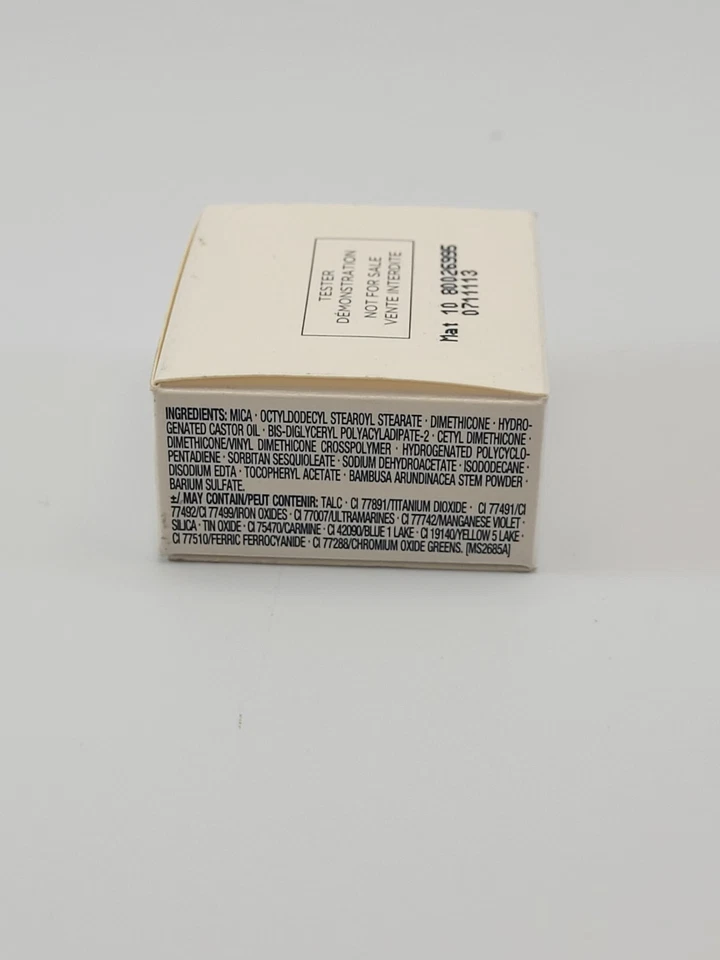 TESTER
DÉMONSTRATION
NOT FOR SALE
VENTE INTERDITE
Mat 10 80026995
0711113
INGREDIENTS: MICA · OCTYLDODECYL STEAROYL STEARATE · DIMETHICONE · HYDRO-
GENATED CASTOR OIL · BIS-DIGLYCERYL POLYACYLADIPATE-2 · CETYL DIMETHICONE ·
DIMETHICONE/VINYL DIMETHICONE CROSSPOLYMER · HYDROGENATED POLYCYCLO-
PENTADIENE · SORBITAN SESQUIOLEATE · SODIUM DEHYDROACETATE · ISODODECANE ·
DISODIUM EDTA · TOCOPHERYL ACETATE · BAMBUSA ARUNDINACEA STEM POWDER ·
BARIUM SULFATE.
±/ MAY CONTAIN/PEUT CONTENIR: TALC · CI 77891/TITANIUM DIOXIDE · CI 77491/CI
77492/CI 77499/IRON OXIDES · CI 77007/ULTRAMARINES · CI 77742/MANGANESE VIOLET ·
SILICA · TIN OXIDE · CI 75470/CARMINE · CI 42090/BLUE 1 LAKE · CI 19140/YELLOW 5 LAKE ·
CI 77510/FERRIC FERROCYANIDE · CI 77288/CHROMIUM OXIDE GREENS. [MS2685A]